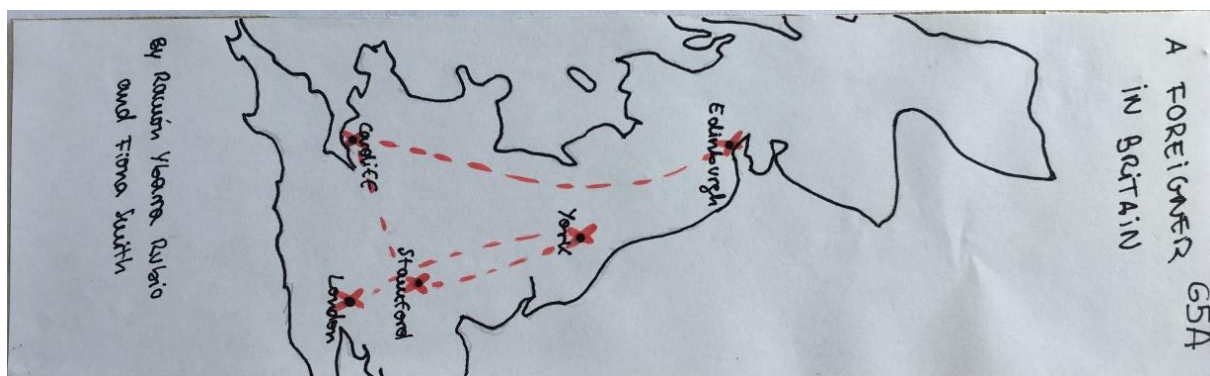 G5A
A FOREIGNER
IN BRITAIN
Edinburgh
York
Stamford
Cardiff
London
By Ramón Ybarra Rubio
and Fiona Smith